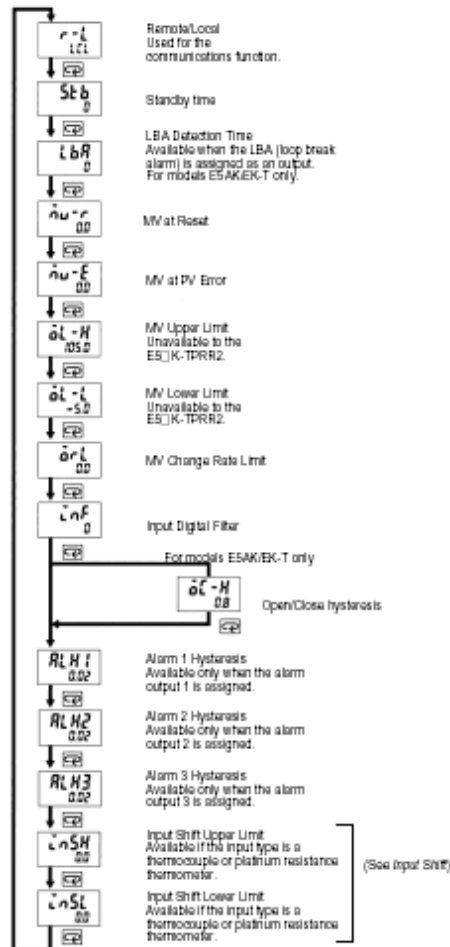 r-L
LCL
Remote/Local
Used for the
communications function.
Stb
0
Standby time
LbA
0
LBA Detection Time
Available when the LBA (loop break
alarm) is assigned as an output.
For models E5AK/EK-T only.
0.0
MV at Reset
0.0
MV at PV Error
oL-H
105.0
MV Upper Limit
Unavailable to the
E5□K-TPRR2.
oL-L
-5.0
MV Lower Limit
Unavailable to the
E5□K-TPRR2.
orL
0.0
MV Change Rate Limit
inF
0
Input Digital Filter
For models E5AK/EK-T only
oC-H
0.8
Open/Close hysteresis
ALH1
0.02
Alarm 1 Hysteresis
Available only when the alarm
output 1 is assigned.
ALH2
0.02
Alarm 2 Hysteresis
Available only when the alarm
output 2 is assigned.
ALH3
0.02
Alarm 3 Hysteresis
Available only when the alarm
output 3 is assigned.
inSH
0.0
Input Shift Upper Limit
Available if the input type is a
thermocouple or platinum resistance
thermometer.
(See Input Shift)
inSL
0.0
Input Shift Lower Limit
Available if the input type is a
thermocouple or platinum resistance
thermometer.